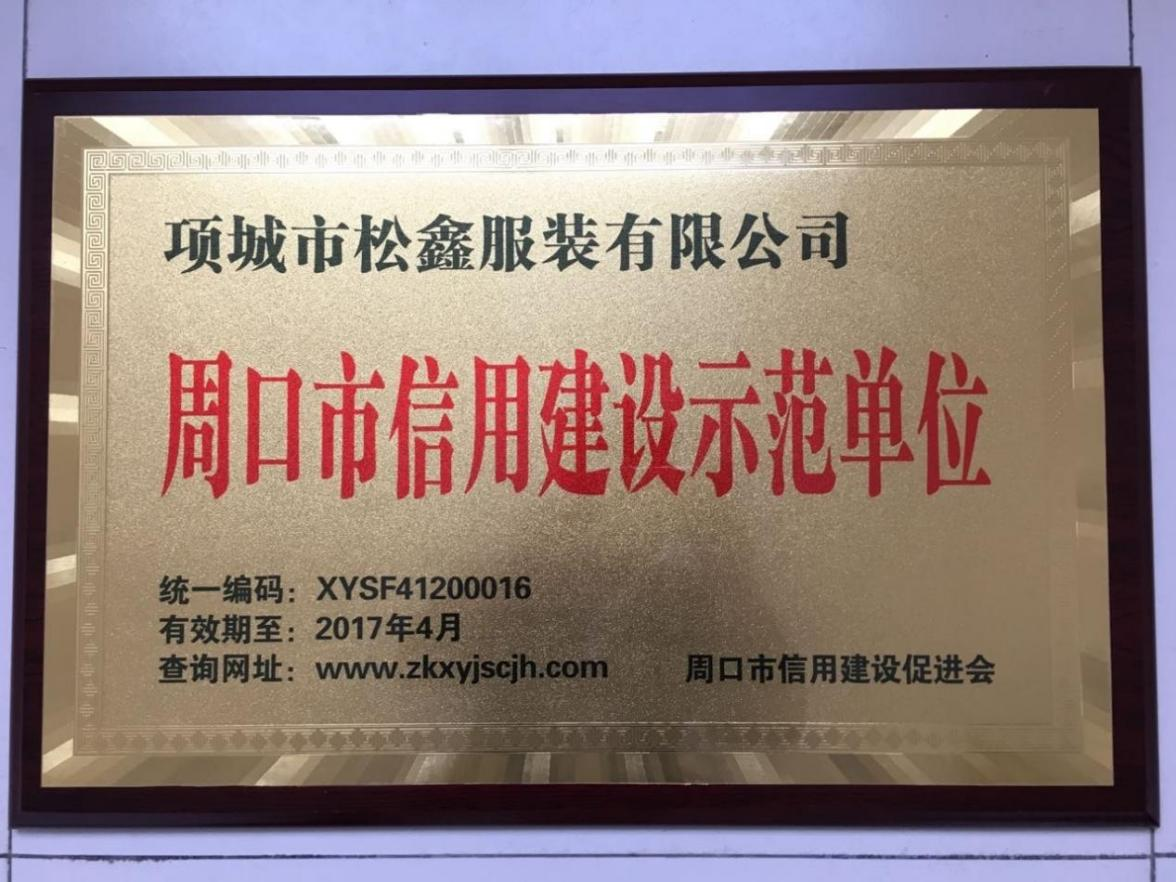 项城市松鑫服装有限公司
周口市信用建设示范单位
统一编码：XYSF41200016
有效期至：2017年4月
查询网址：www.zkxyjscjh.com 周口市信用建设促进会